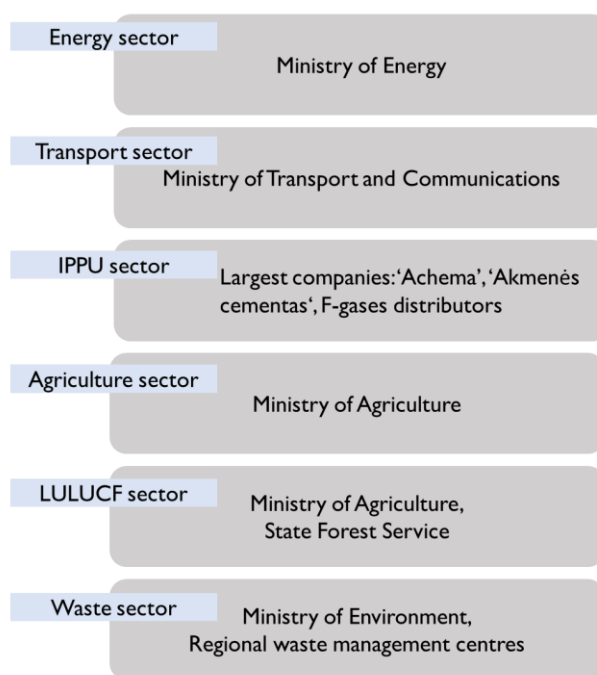 Energy sector
Ministry of Energy
Transport sector
Ministry of Transport and Communications
IPPU sector
Largest companies: ‘Achema’, ‘Akmenės
cementas‘, F-gases distributors
Agriculture sector
Ministry of Agriculture
LULUCF sector
Ministry of Agriculture,
State Forest Service
Waste sector
Ministry of Environment,
Regional waste management centres